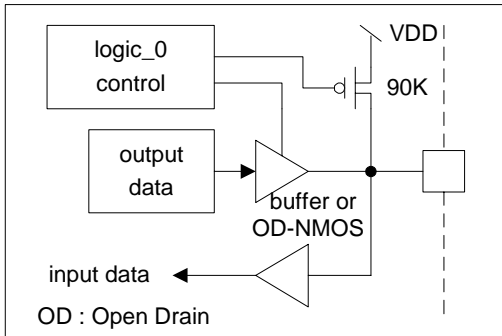 logic_0
control
VDD
90K
output
data
buffer or
OD-NMOS
input data
OD : Open Drain